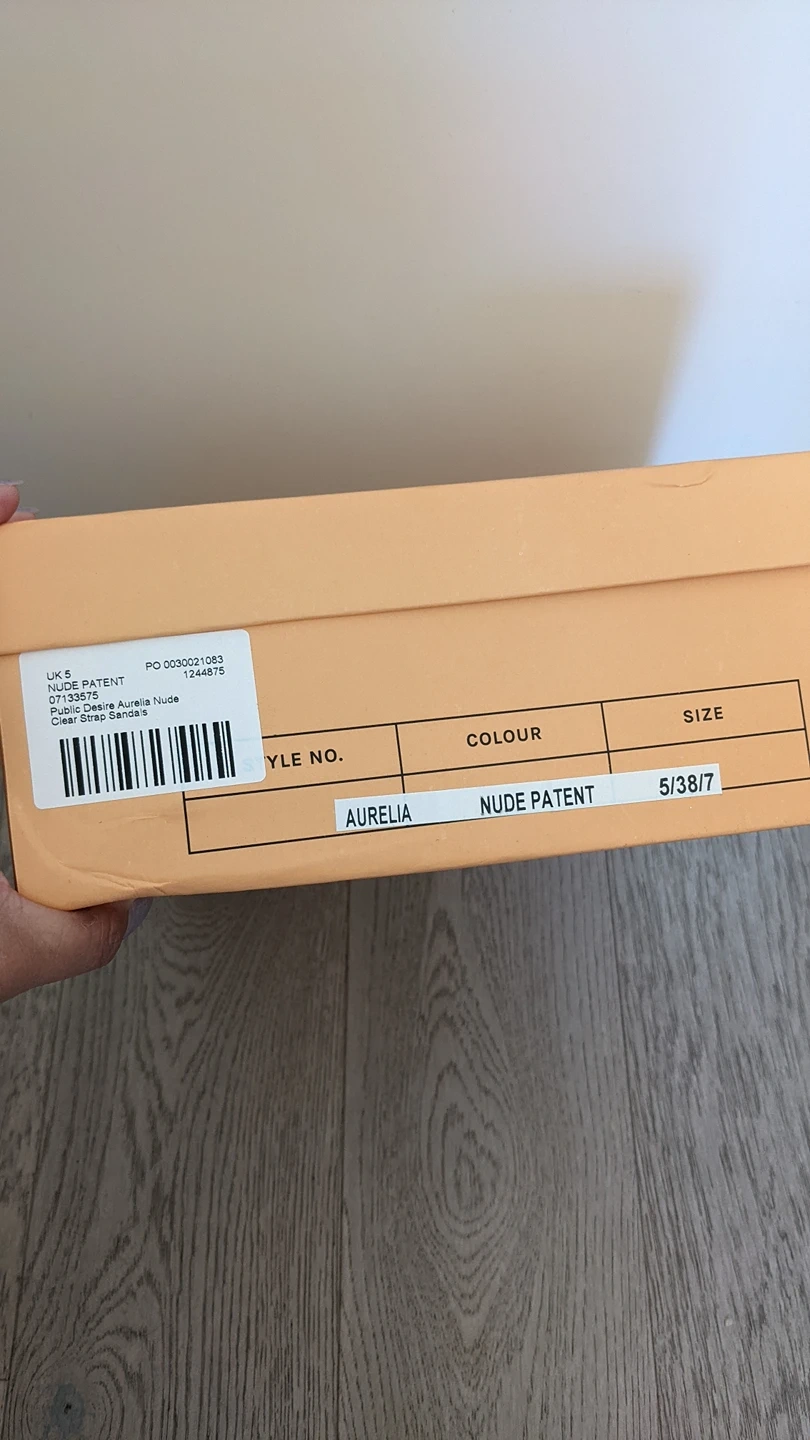 UK 5
PO 0030021083
NUDE PATENT
1244875
07133575
Public Desire Aurelia Nude
Clear Strap Sandals
STYLE NO.
COLOUR
SIZE
AURELIA
NUDE PATENT
5/38/7